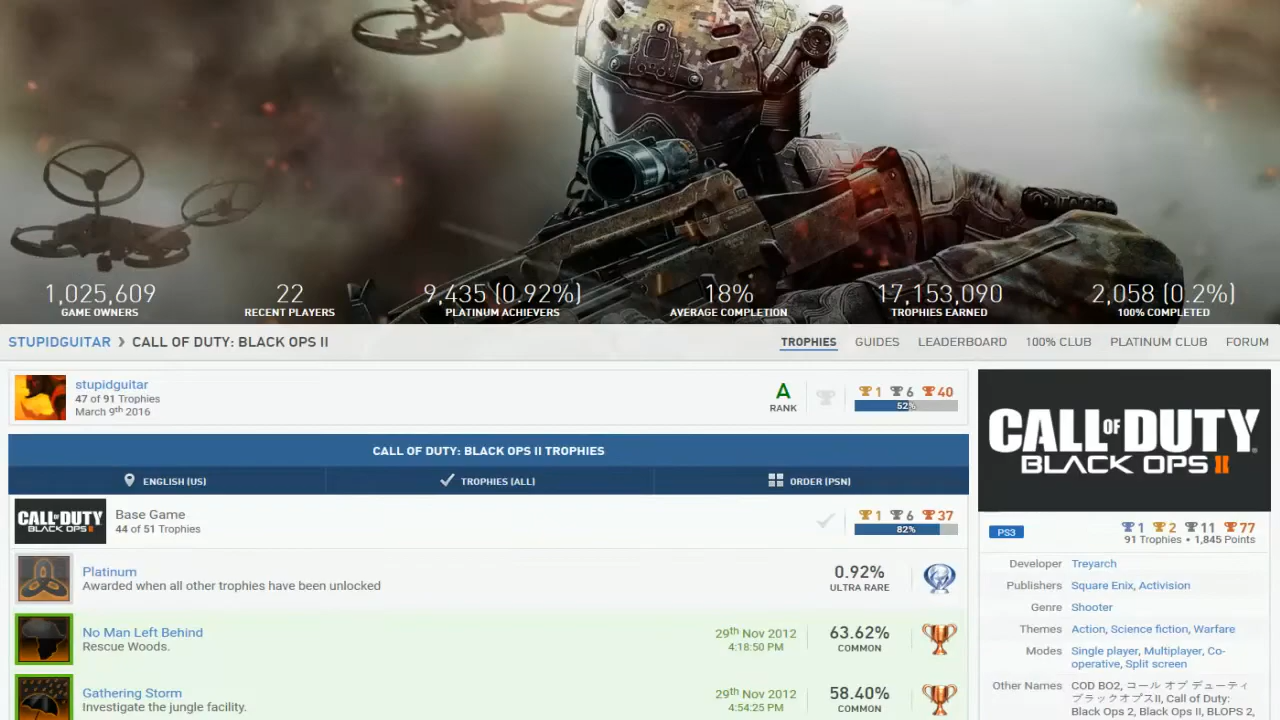 1,025,609
GAME OWNERS
22
RECENT PLAYERS
9,435 (0.92%)
PLATINUM ACHIEVERS
18%
AVERAGE COMPLETION
17,153,090
TROPHIES EARNED
2,058 (0.2%)
100% COMPLETED
STUPIDGUITAR › CALL OF DUTY: BLACK OPS II
TROPHIES GUIDES LEADERBOARD 100% CLUB PLATINUM CLUB FORUM
stupidguitar
47 of 91 Trophies
March 9th 2016
A
RANK
1 6 40
52%
CALL OF DUTY: BLACK OPS II TROPHIES
ENGLISH (US) TROPHIES (ALL) ORDER (PSN)
CALL OF DUTY
BLACK OPS II
Base Game
44 of 51 Trophies
1 6 37
82%
Platinum
Awarded when all other trophies have been unlocked
0.92%
ULTRA RARE
No Man Left Behind
Rescue Woods.
29th Nov 2012
4:18:50 PM
63.62%
COMMON
Gathering Storm
Investigate the jungle facility.
29th Nov 2012
4:54:25 PM
58.40%
COMMON
CALL OF DUTY
BLACK OPS II
PS3
1 2 11 77
91 Trophies • 1,845 Points
Developer Treyarch
Publishers Square Enix, Activision
Genre Shooter
Themes Action, Science fiction, Warfare
Modes Single player, Multiplayer, Co-
operative, Split screen
Other Names COD BO2, コール オブ デューティ
ブラックオプスII, Call of Duty:
Black Ops 2, Black Ops II, BLOPS 2,